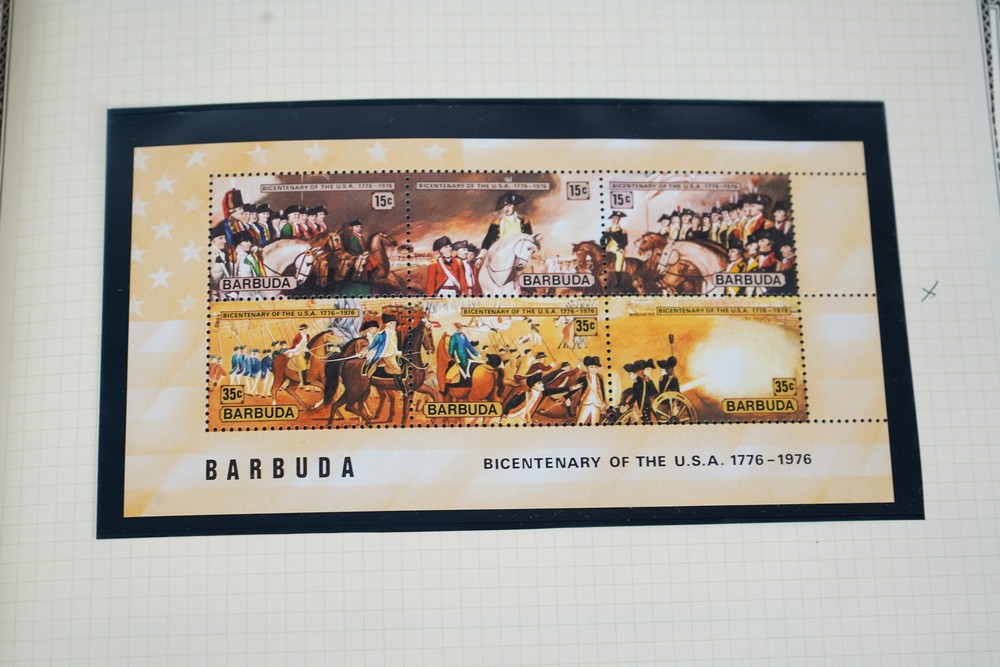 BICENTENARY OF THE U.S.A. 1776-1976
15c
BARBUDA
BICENTENARY OF THE U.S.A. 1776-1976
15c
BARBUDA
BICENTENARY OF THE U.S.A. 1776-1976
15c
BARBUDA
BICENTENARY OF THE U.S.A. 1776-1976
35c
BARBUDA
BICENTENARY OF THE U.S.A. 1776-1976
35c
BARBUDA
BICENTENARY OF THE U.S.A. 1776-1976
35c
BARBUDA
BARBUDA
BICENTENARY OF THE U.S.A. 1776-1976
x